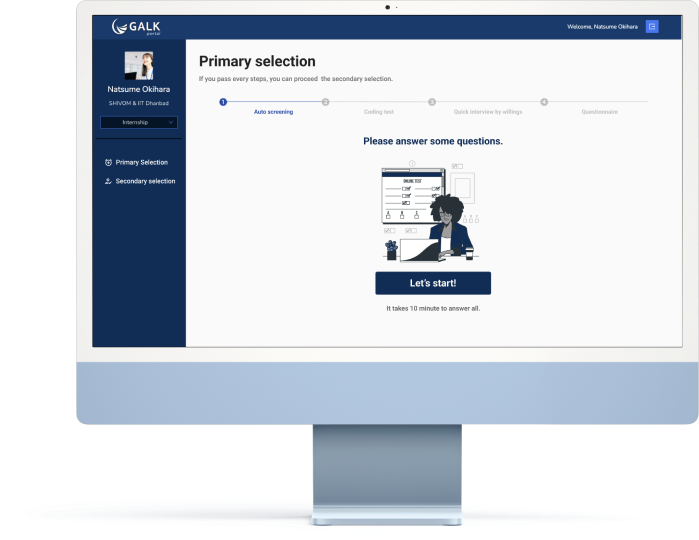 GALK
portal
Welcome, Natsume Okihara
Natsume Okihara
SHIVOM & IIT Dhanbad
Internship
Primary Selection
Secondary selection
Primary selection
If you pass every steps, you can proceed the secondary selection.
1
Auto screening
2
Coding test
3
Quick interview by willings
4
Questionnaire
Please answer some questions.
ONLINE TEST
Let's start!
It takes 10 minute to answer all.